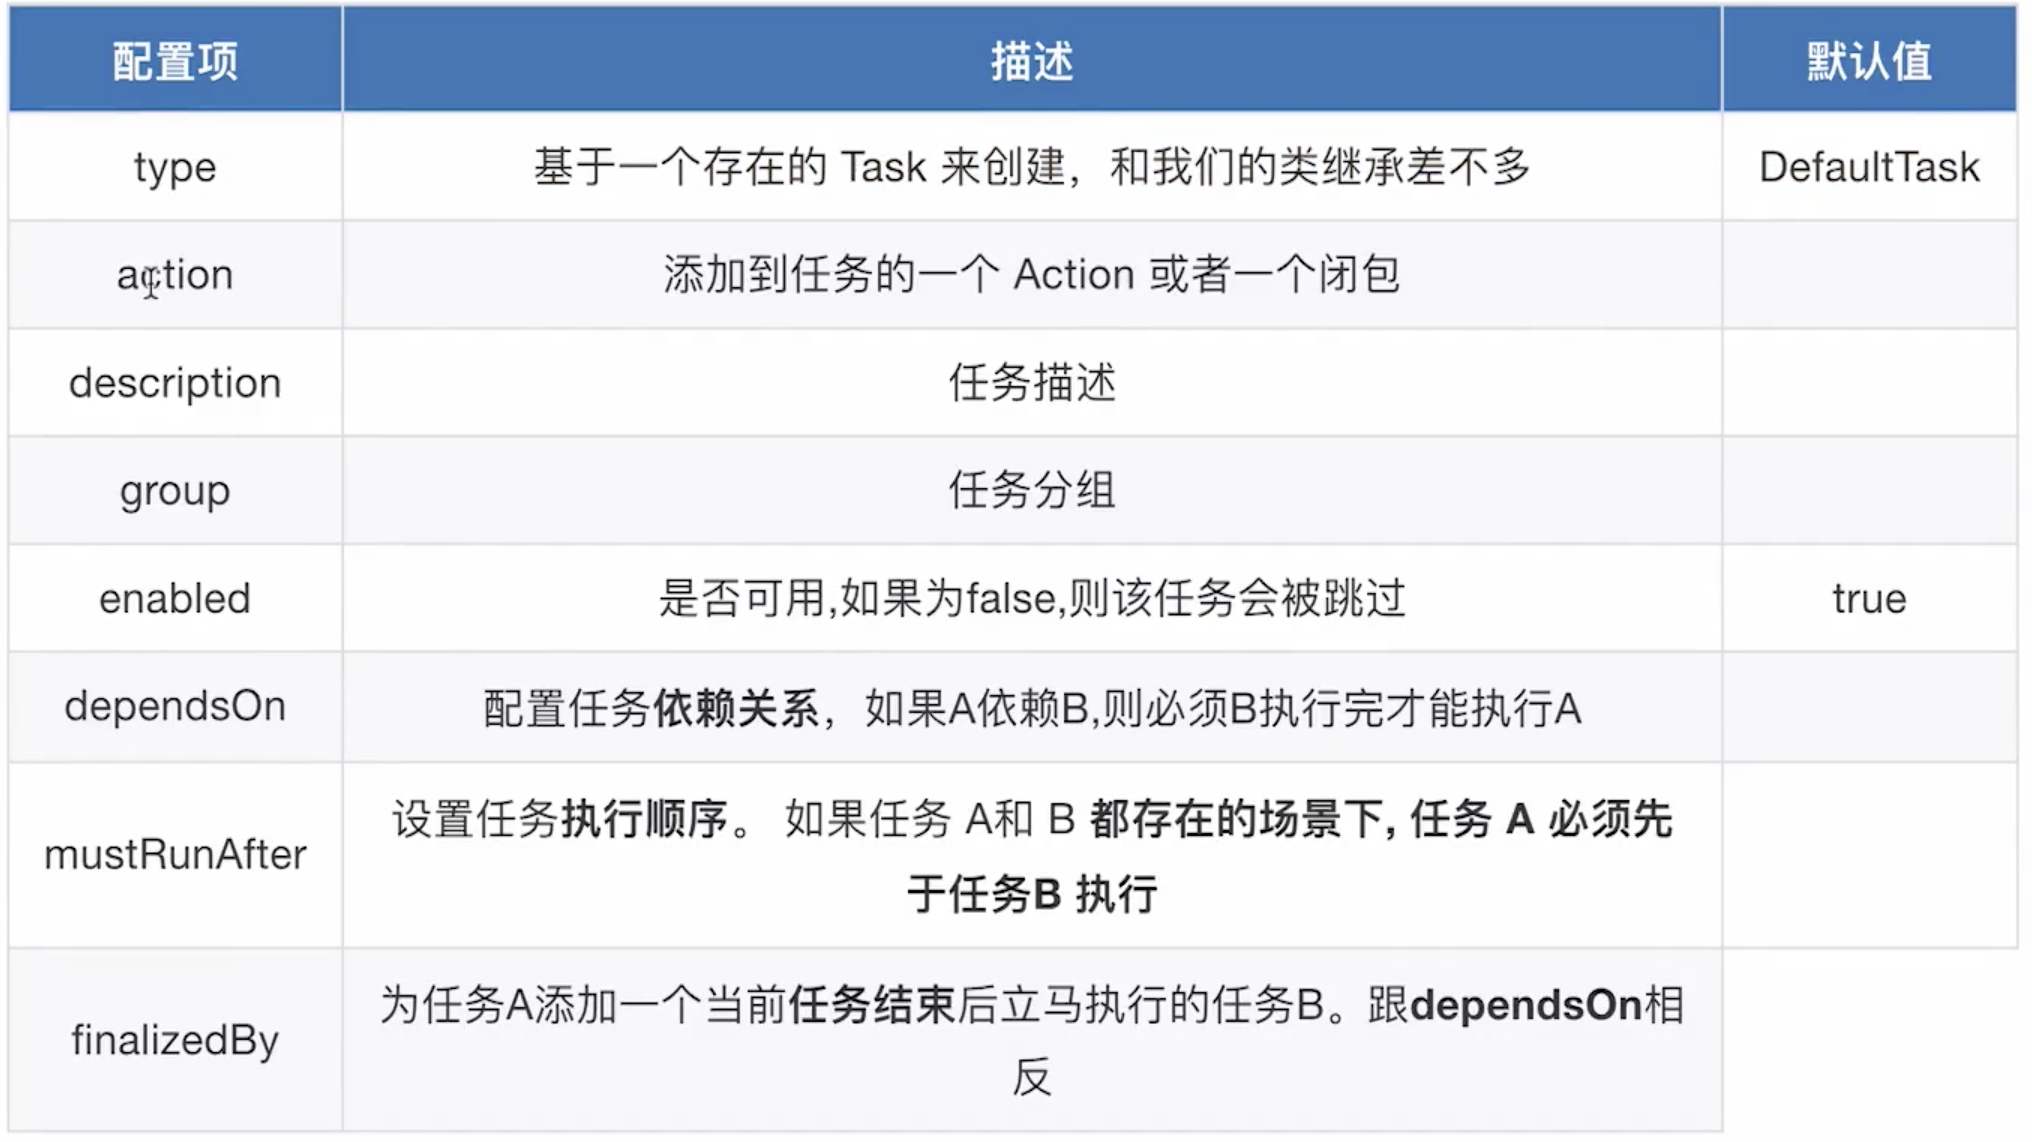 配置项 描述 默认值
type 基于一个存在的 Task 来创建，和我们的类继承差不多 DefaultTask
action 添加到任务的一个 Action 或者一个闭包
description 任务描述
group 任务分组
enabled 是否可用,如果为false,则该任务会被跳过 true
dependsOn 配置任务依赖关系，如果A依赖B,则必须B执行完才能执行A
mustRunAfter 设置任务执行顺序。 如果任务 A和 B 都存在的场景下, 任务 A 必须先
于任务B 执行
finalizedBy 为任务A添加一个当前任务结束后立马执行的任务B。跟dependsOn相
反